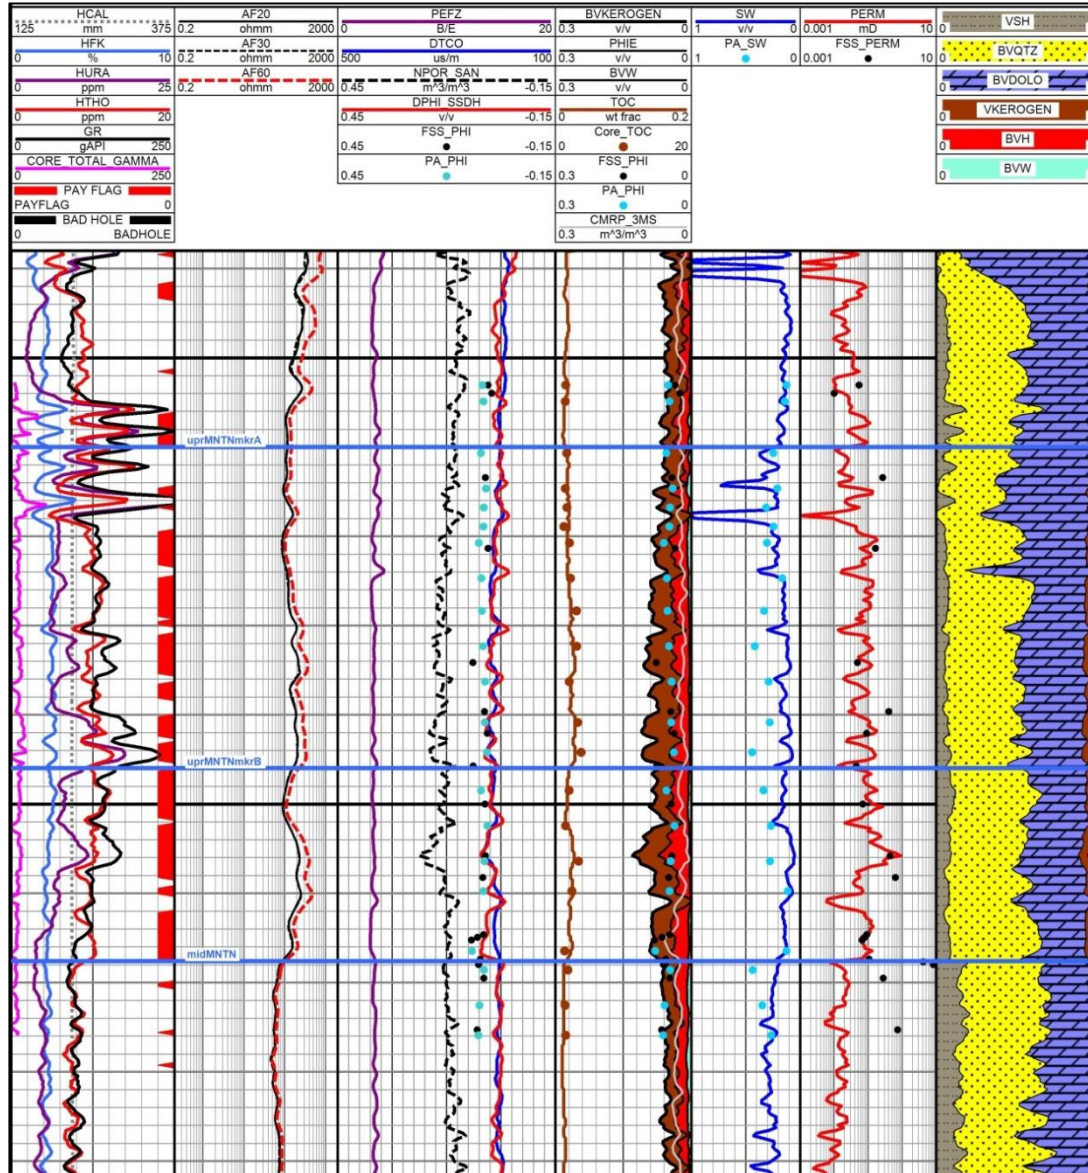 HCAL
125 mm 375
HFK
0 % 10
HURA
0 ppm 25
HTHO
0 ppm 20
GR
0 gAPI 250
CORE_TOTAL_GAMMA
0 250
PAY FLAG
PAYFLAG 0
BAD HOLE
0 BADHOLE
AF20
0.2 ohmm 2000
AF30
0.2 ohmm 2000
AF60
0.2 ohmm 2000
PEFZ
0 B/E 20
DTCO
500 us/m 100
NPOR_SAN
0.45 m^3/m^3 -0.15
DPHI_SSDH
0.45 v/v -0.15
FSS_PHI
0.45 -0.15
PA_PHI
0.45 -0.15
BVKEROGEN
0.3 v/v 0
PHIE
0.3 v/v 0
BVW
0.3 v/v 0
TOC
0 wt frac 0.2
Core_TOC
0 20
FSS_PHI
0.3 0
PA_PHI
0.3 0
CMRP_3MS
0.3 m^3/m^3 0
SW
1 v/v 0
PA_SW
1 0
PERM
0.001 mD 10
FSS_PERM
0.001 10
VSH
0
BVQTZ
0
BVDOLO
0
VKEROGEN
0
BVH
0
BVW
0
uprMNTNmkrA
uprMNTNmkrB
midMNTN